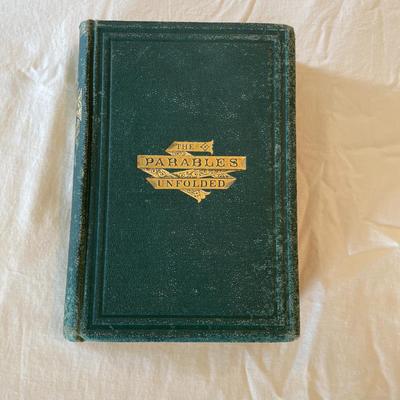 THE
PARABLES
UNFOLDED.